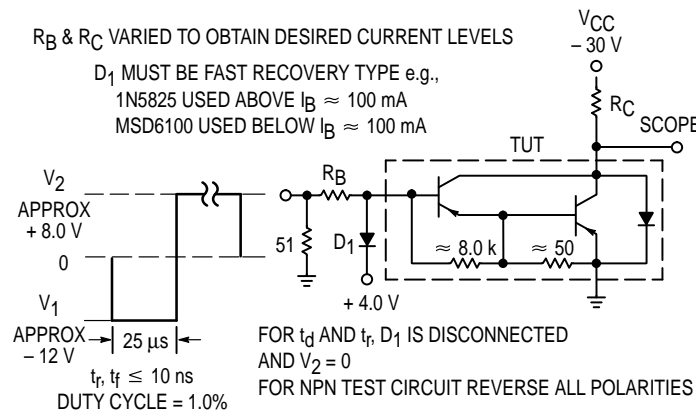 R_B & R_C VARIED TO OBTAIN DESIRED CURRENT LEVELS
D_1 MUST BE FAST RECOVERY TYPE e.g.,
1N5825 USED ABOVE I_B ≈ 100 mA
MSD6100 USED BELOW I_B ≈ 100 mA
V_CC
– 30 V
R_C
SCOPE
TUT
V_2
APPROX
+ 8.0 V
0
V_1
APPROX
– 12 V
25 µs
t_r, t_f ≤ 10 ns
DUTY CYCLE = 1.0%
51
R_B
D_1
+ 4.0 V
≈ 8.0 k
≈ 50
FOR t_d AND t_r, D_1 IS DISCONNECTED
AND V_2 = 0
FOR NPN TEST CIRCUIT REVERSE ALL POLARITIES